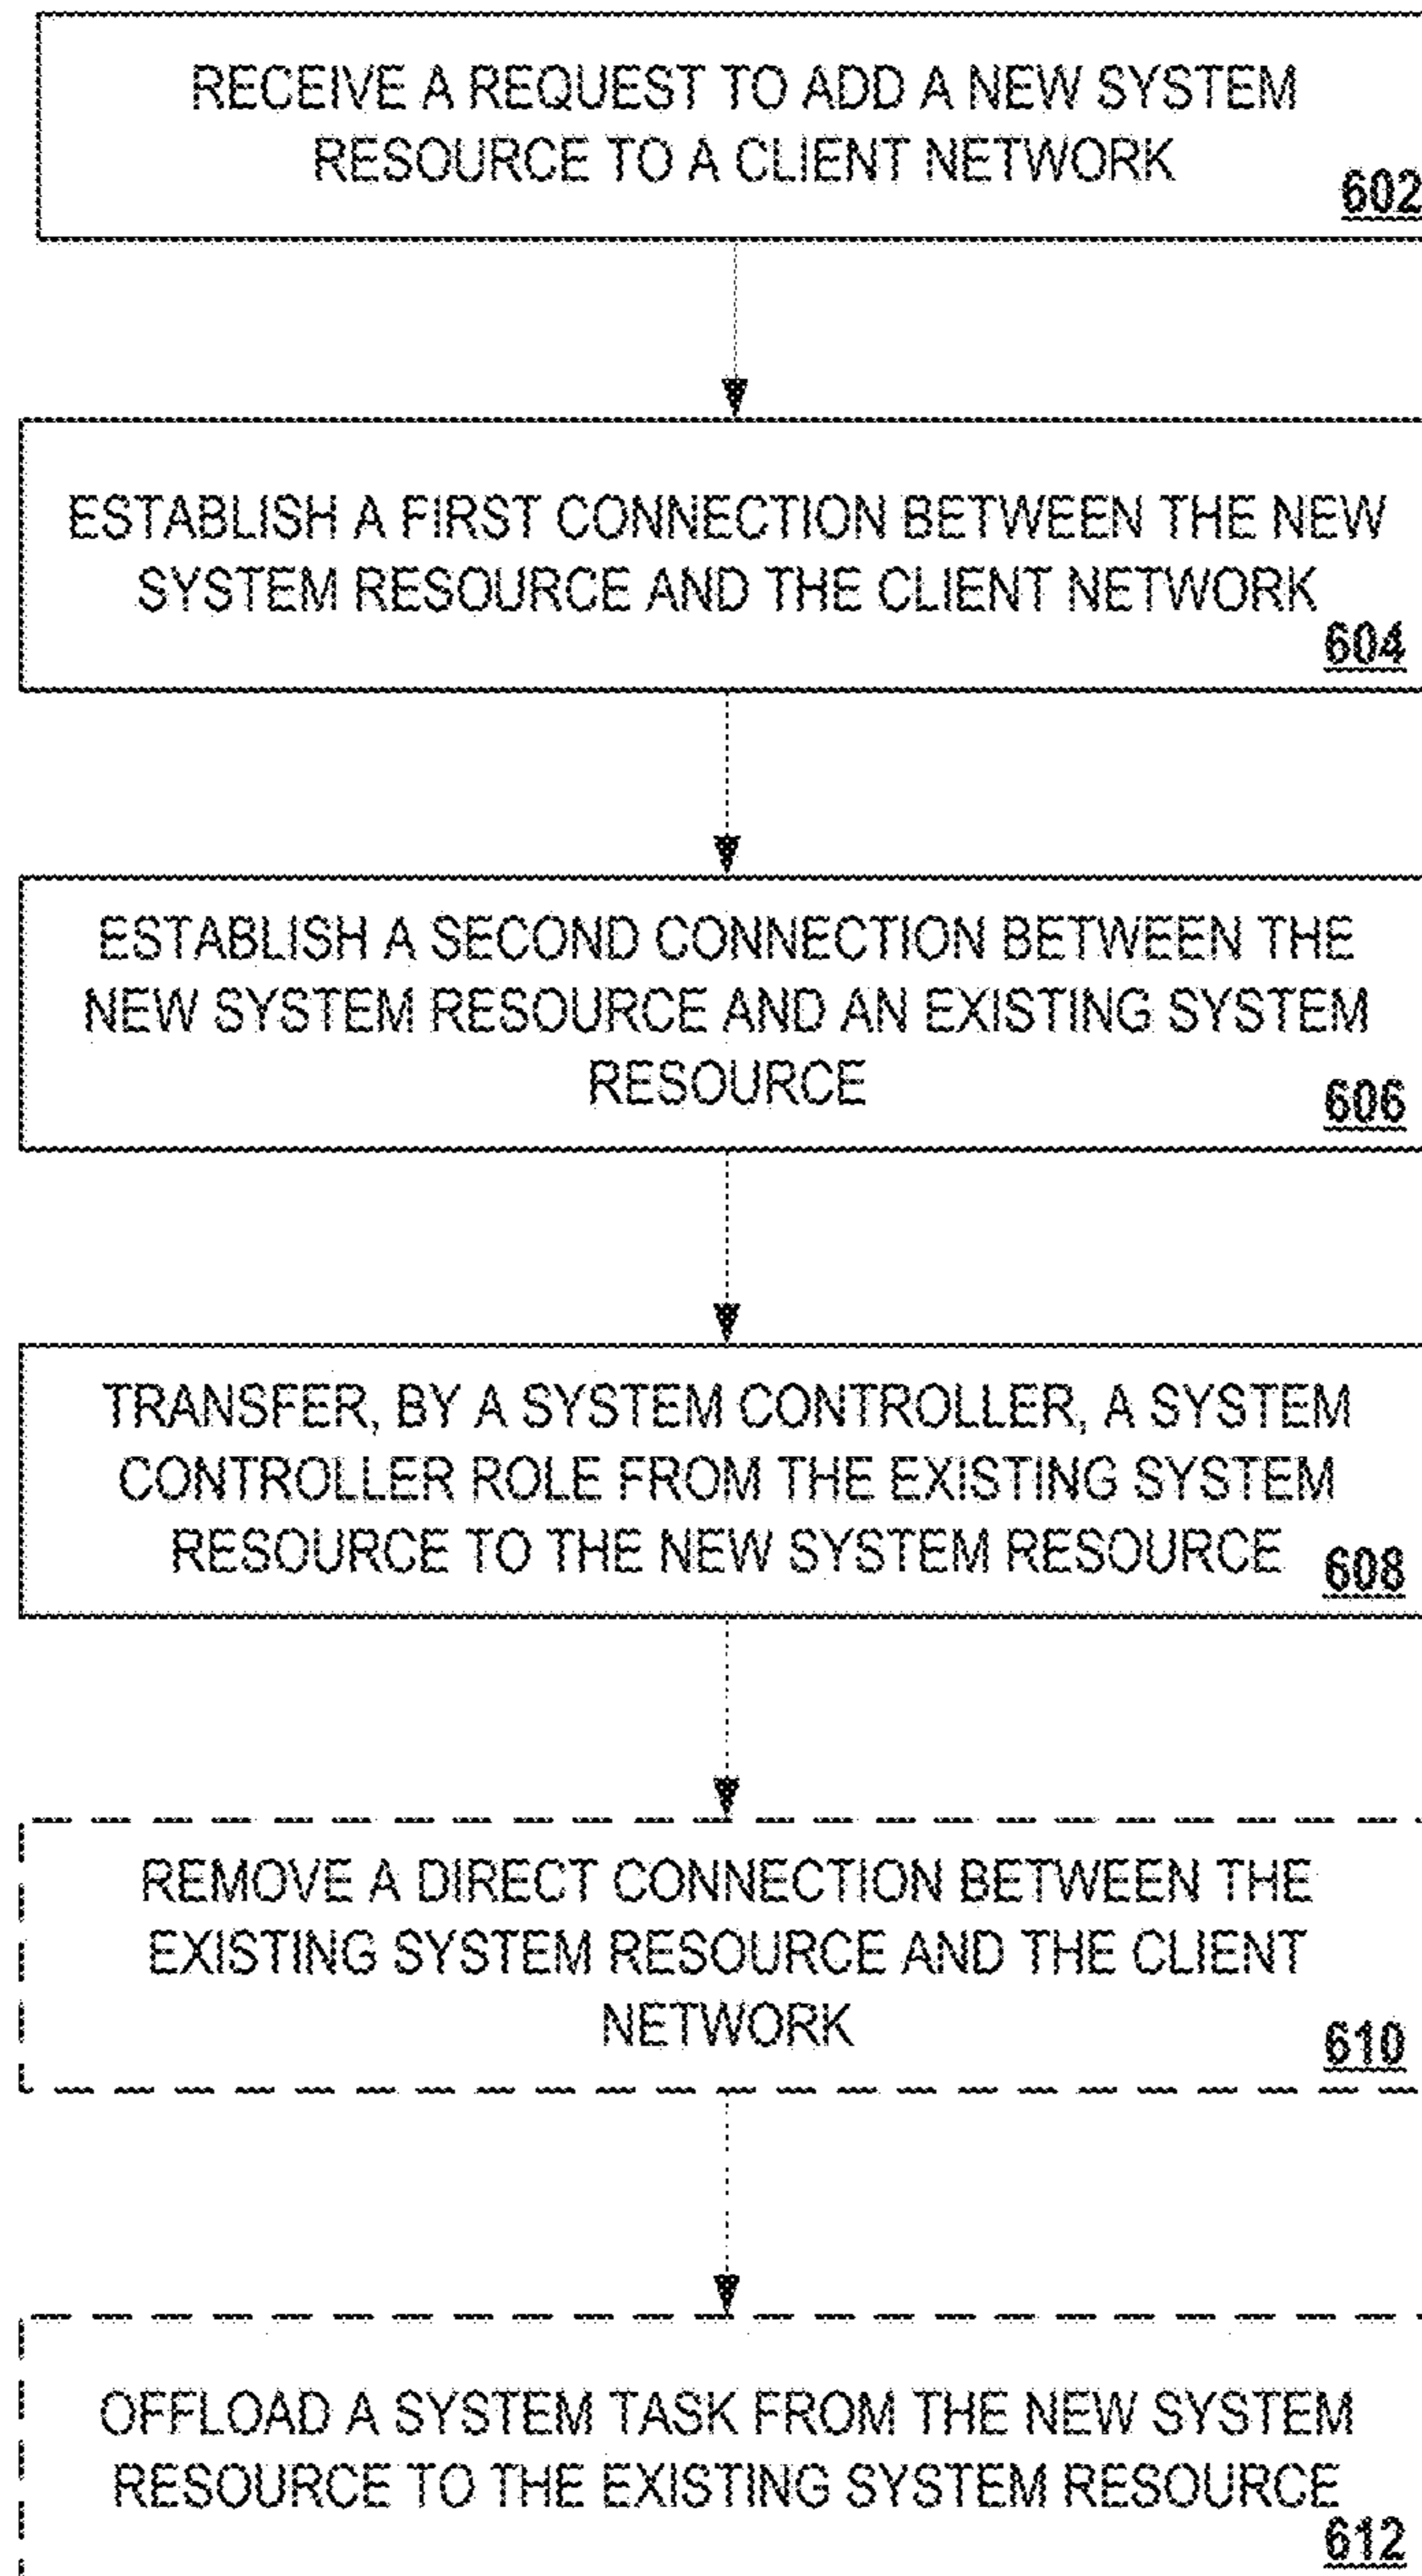 RECEIVE A REQUEST TO ADD A NEW SYSTEM
RESOURCE TO A CLIENT NETWORK
602
ESTABLISH A FIRST CONNECTION BETWEEN THE NEW
SYSTEM RESOURCE AND THE CLIENT NETWORK
604
ESTABLISH A SECOND CONNECTION BETWEEN THE
NEW SYSTEM RESOURCE AND AN EXISTING SYSTEM
RESOURCE
606
TRANSFER, BY A SYSTEM CONTROLLER, A SYSTEM
CONTROLLER ROLE FROM THE EXISTING SYSTEM
RESOURCE TO THE NEW SYSTEM RESOURCE
608
REMOVE A DIRECT CONNECTION BETWEEN THE
EXISTING SYSTEM RESOURCE AND THE CLIENT
NETWORK
610
OFFLOAD A SYSTEM TASK FROM THE NEW SYSTEM
RESOURCE TO THE EXISTING SYSTEM RESOURCE
612